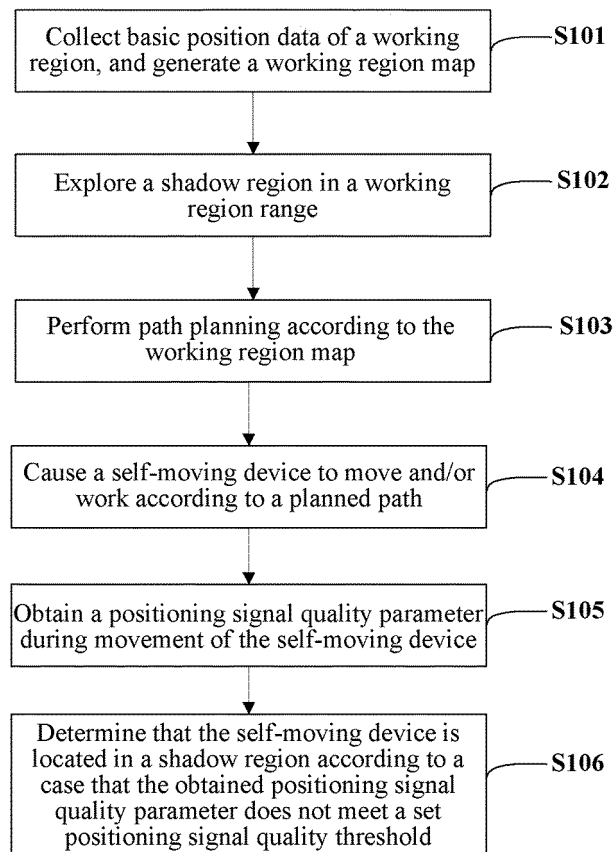 Collect basic position data of a working
region, and generate a working region map
S101
Explore a shadow region in a working
region range
S102
Perform path planning according to the
working region map
S103
Cause a self-moving device to move and/or
work according to a planned path
S104
Obtain a positioning signal quality parameter
during movement of the self-moving device
S105
Determine that the self-moving device is
located in a shadow region according to a
case that the obtained positioning signal
quality parameter does not meet a set
positioning signal quality threshold
S106